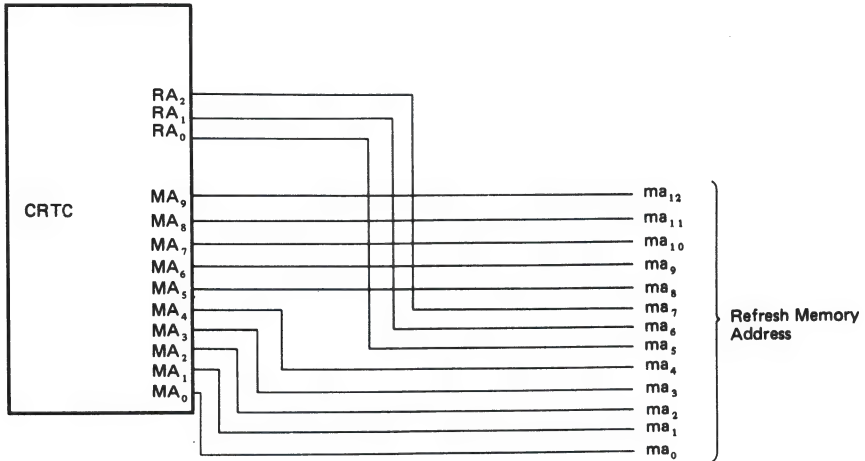 RA₂
RA₁
RA₀
CRTC
MA₉
MA₈
MA₇
MA₆
MA₅
MA₄
MA₃
MA₂
MA₁
MA₀
ma₁₂
ma₁₁
ma₁₀
ma₉
ma₈
ma₇
ma₆
ma₅
ma₄
ma₃
ma₂
ma₁
ma₀
Refresh Memory
Address